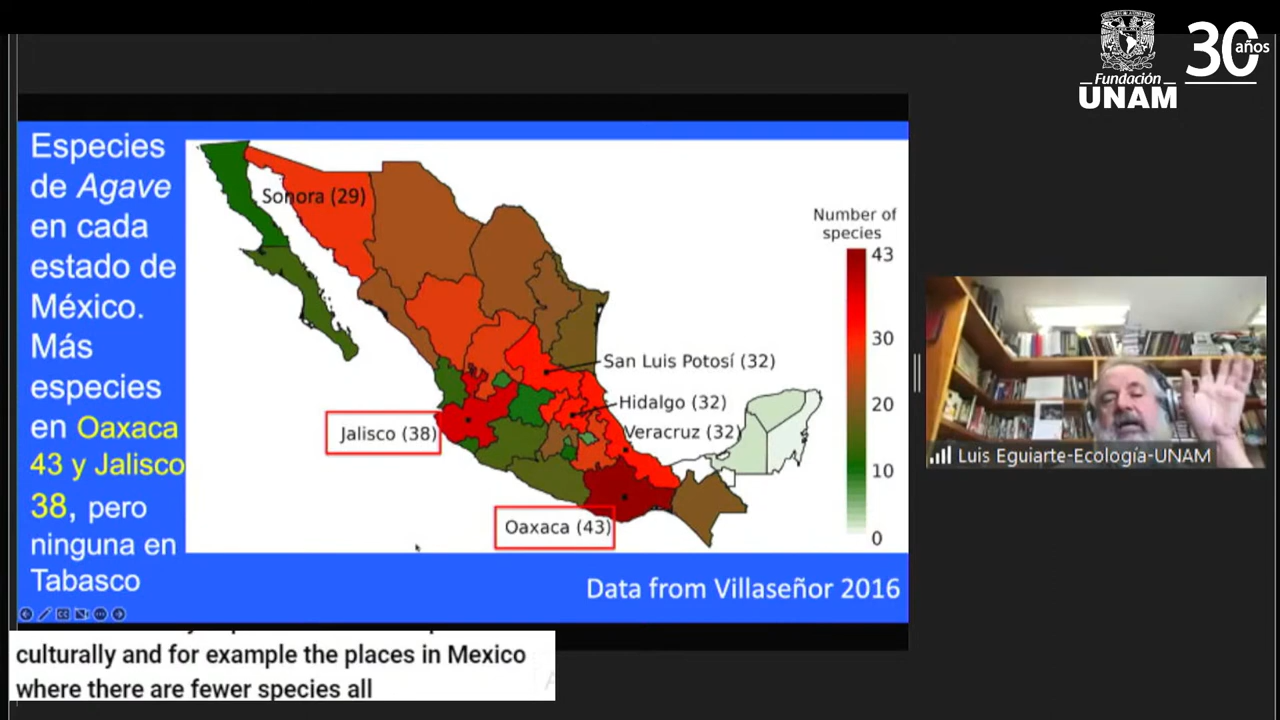 Fundación
UNAM
30 años
Especies
de Agave
en cada
estado de
México.
Más
especies
en Oaxaca
43 y Jalisco
38, pero
ninguna en
Tabasco
Sonora (29)
San Luis Potosí (32)
Hidalgo (32)
Veracruz (32)
Jalisco (38)
Oaxaca (43)
Number of
species
43
30
20
10
0
Data from Villaseñor 2016
Luis Eguiarte-Ecología-UNAM
culturally and for example the places in Mexico
where there are fewer species all